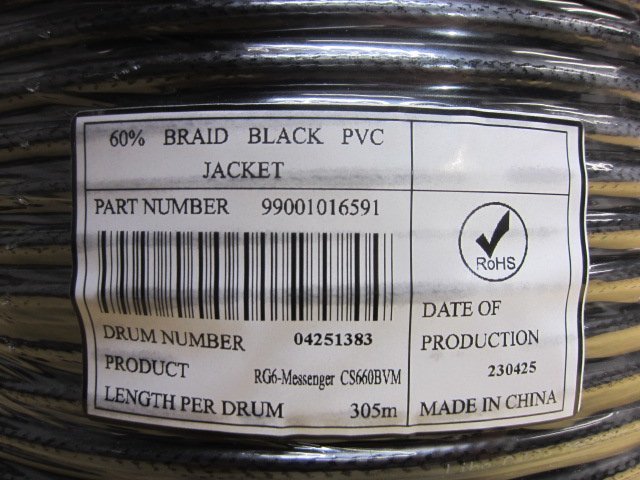 60% BRAID BLACK PVC
JACKET
PART NUMBER 99001016591
RoHS
DRUM NUMBER 04251383
PRODUCT RG6-Messenger CS660BVM
LENGTH PER DRUM 305m
DATE OF
PRODUCTION
230425
MADE IN CHINA